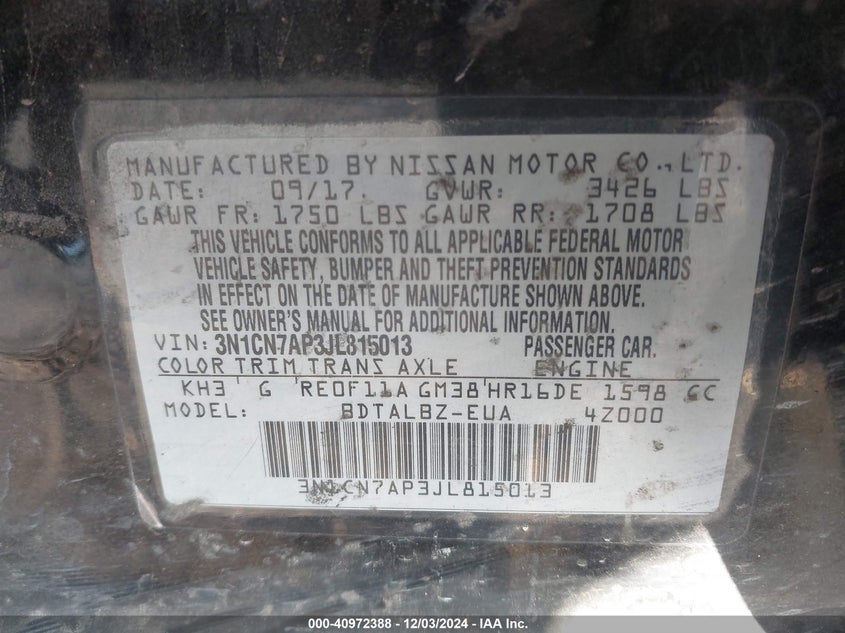 MANUFACTURED BY NISSAN MOTOR CO., LTD.
DATE: 09/17. GVWR: 3426 LBS
GAWR FR: 1750 LBS GAWR RR: 1708 LBS
THIS VEHICLE CONFORMS TO ALL APPLICABLE FEDERAL MOTOR
VEHICLE SAFETY, BUMPER AND THEFT PREVENTION STANDARDS
IN EFFECT ON THE DATE OF MANUFACTURE SHOWN ABOVE.
SEE OWNER'S MANUAL FOR ADDITIONAL INFORMATION.
VIN: 3N1CN7AP3JL815013 PASSENGER CAR.
COLOR TRIM TRANS AXLE ENGINE
KH3 G RE0F11A GM38 HR16DE 1598 CC
MODEL: BDTALBZ-EUA 4Z000
3N1CN7AP3JL815013
000-40972388 - 12/03/2024 - IAA Inc.